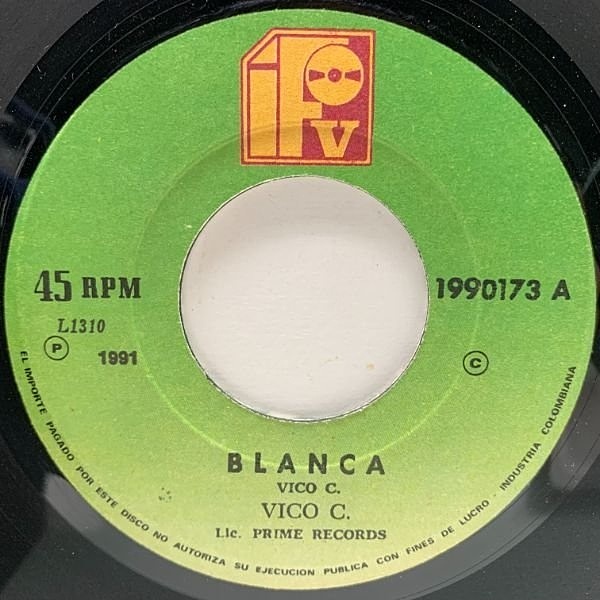 ifv
45 RPM
1990173 A
L1310
P 1991
C
BLANCA
VICO C.
VICO C.
Lic. PRIME RECORDS
EL IMPORTE PAGADO POR ESTE DISCO NO AUTORIZA SU EJECUCION PUBLICA CON FINES DE LUCRO - INDUSTRIA COLOMBIANA